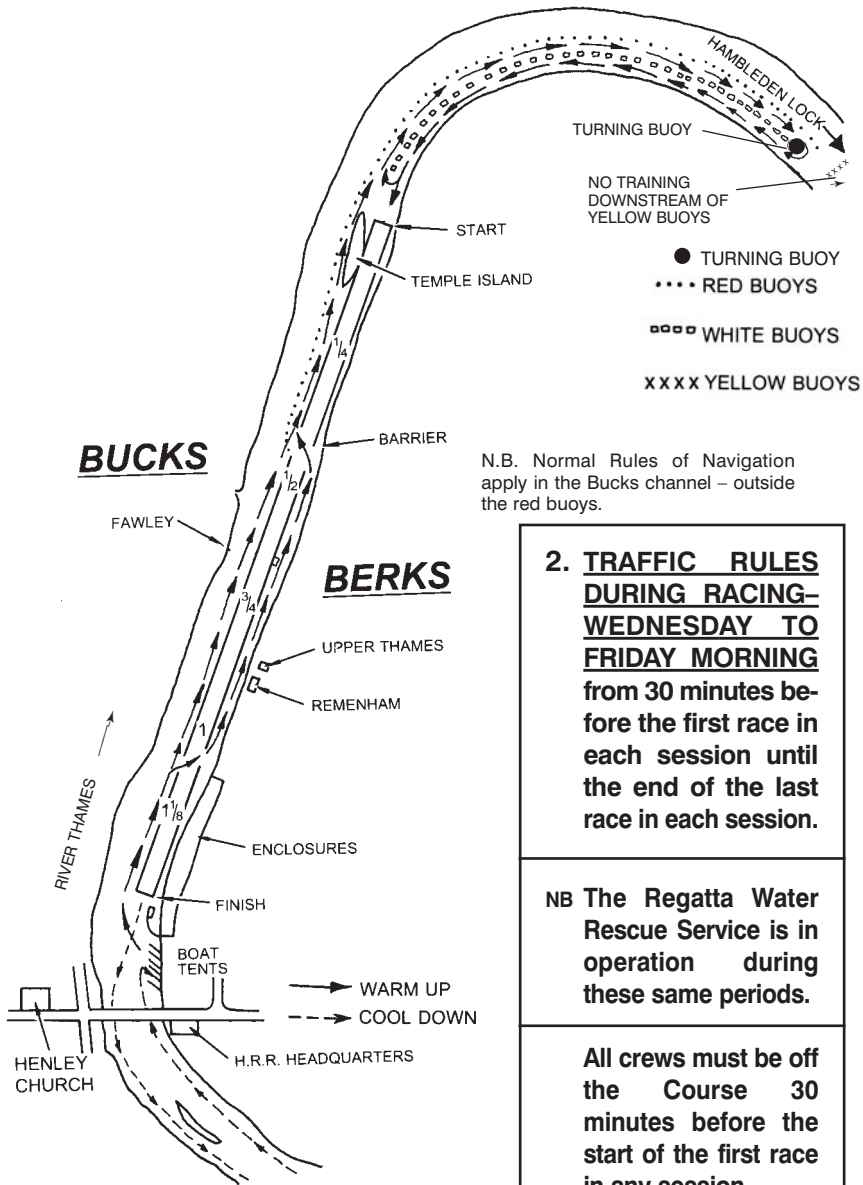 HAMBLEDEN LOCK
TURNING BUOY
NO TRAINING
DOWNSTREAM OF
YELLOW BUOYS
xxxx
START
TEMPLE ISLAND
● TURNING BUOY
RED BUOYS
WHITE BUOYS
xxxx YELLOW BUOYS
1/4
BARRIER
BUCKS
1/2
N.B. Normal Rules of Navigation
apply in the Bucks channel – outside
the red buoys.
FAWLEY
BERKS
3/4
UPPER THAMES
REMENHAM
1
RIVER THAMES
1 1/8
ENCLOSURES
FINISH
BOAT
TENTS
WARM UP
COOL DOWN
HENLEY
CHURCH
H.R.R. HEADQUARTERS
2. TRAFFIC RULES
DURING RACING–
WEDNESDAY TO
FRIDAY MORNING
from 30 minutes be-
fore the first race in
each session until
the end of the last
race in each session.
NB The Regatta Water
Rescue Service is in
operation during
these same periods.
All crews must be off
the Course 30
minutes before the
start of the first race
in any session